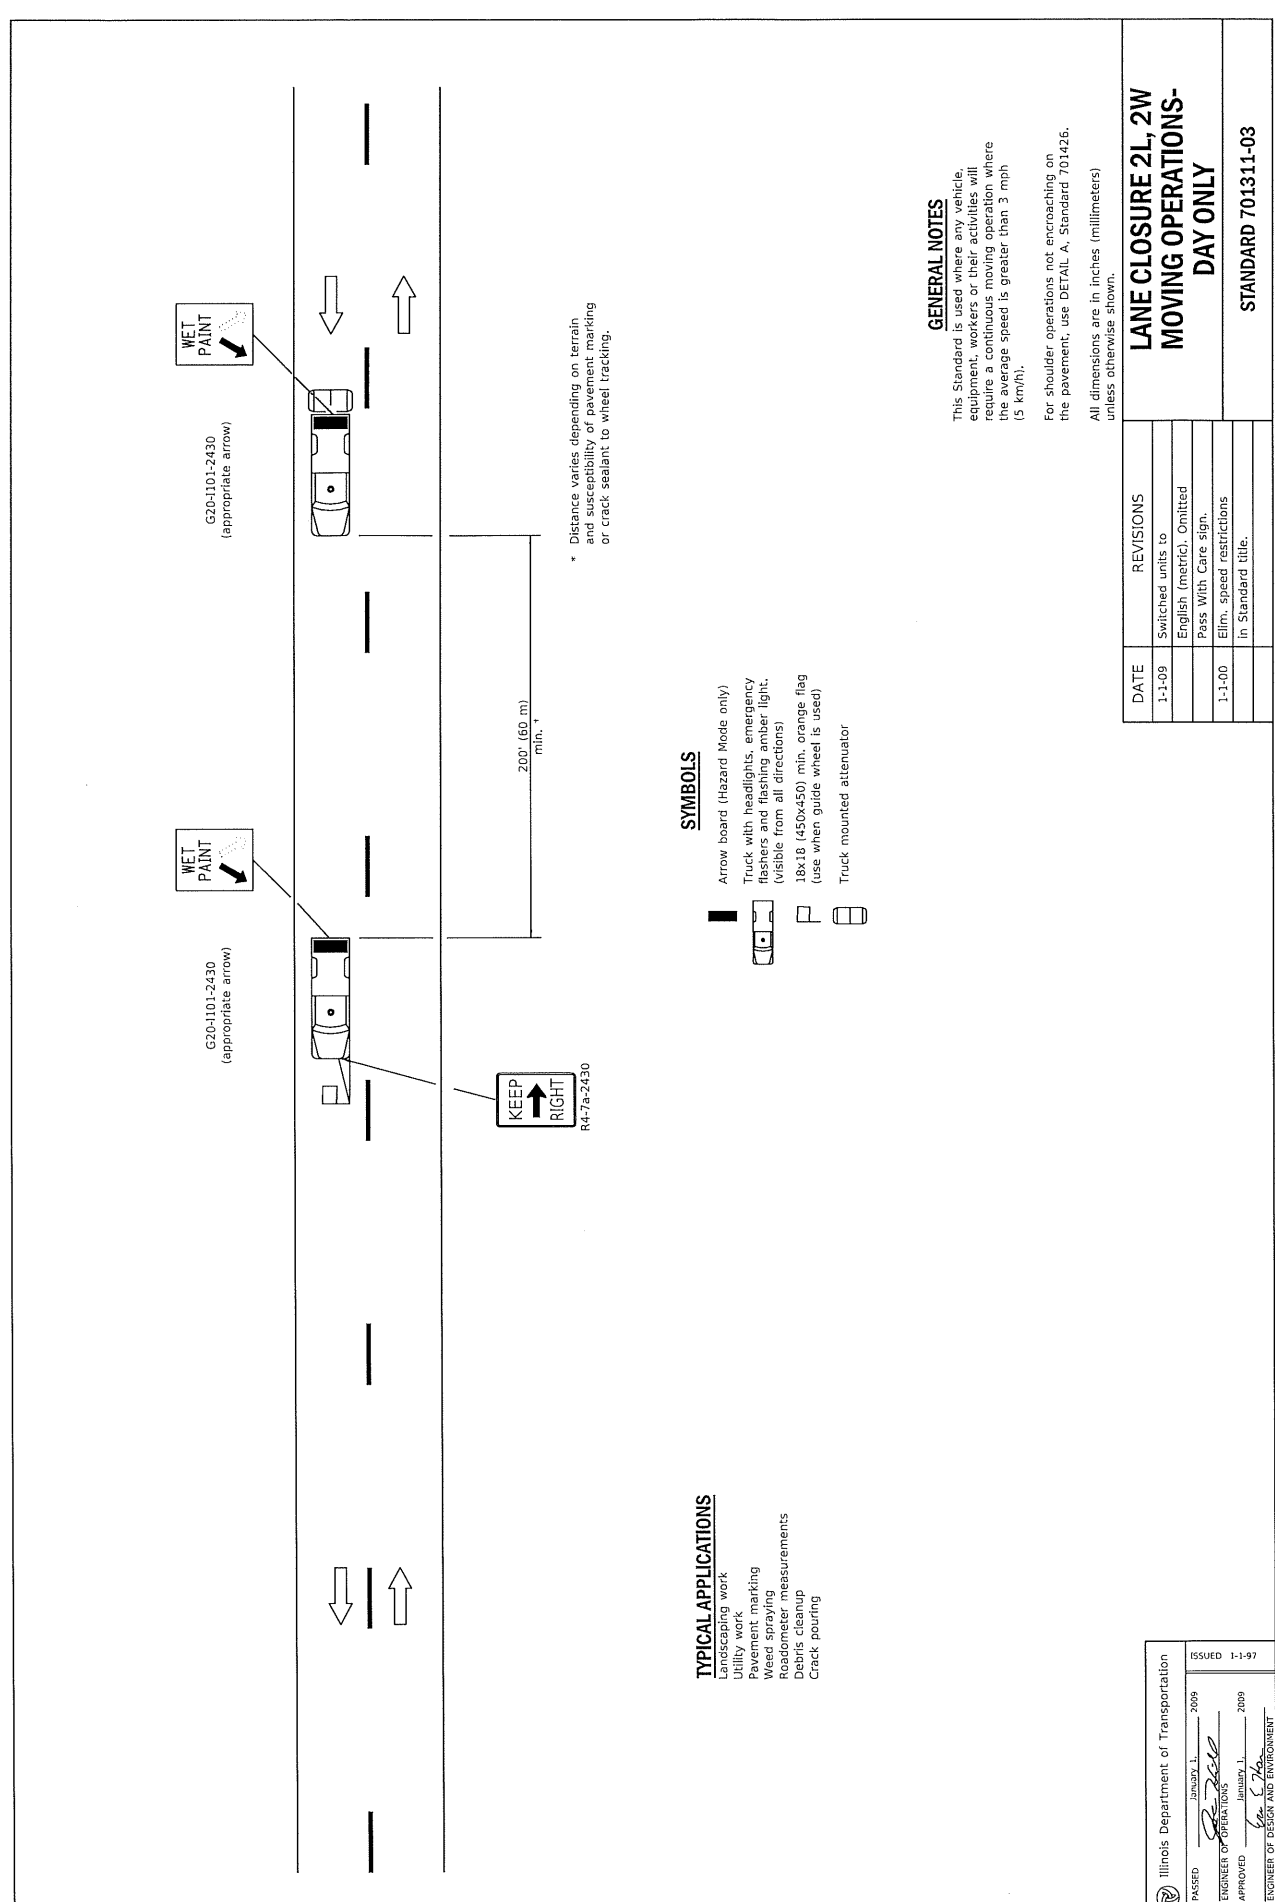 WET
PAINT
G20-I101-2430
(appropriate arrow)
WET
PAINT
G20-I101-2430
(appropriate arrow)
KEEP
RIGHT
R4-7a-2430
200' (60 m)
min.
* Distance varies depending on terrain
and susceptibility of pavement marking
or crack sealant to wheel tracking.
TYPICAL APPLICATIONS
Landscaping work
Utility work
Pavement marking
Weed spraying
Roadometer measurements
Debris cleanup
Crack pouring
SYMBOLS
Arrow board (Hazard Mode only)
Truck with headlights, emergency
flashers and flashing amber light.
(visible from all directions)
18x18 (450x450) min. orange flag
(use when guide wheel is used)
Truck mounted attenuator
GENERAL NOTES
This Standard is used where any vehicle,
equipment, workers or their activities will
require a continuous moving operation where
the average speed is greater than 3 mph
(5 km/h).
For shoulder operations not encroaching on
the pavement, use DETAIL A, Standard 701426.
All dimensions are in inches (millimeters)
unless otherwise shown.
Illinois Department of Transportation
PASSED January 1, 2009
ENGINEER OF OPERATIONS
APPROVED January 1, 2009
ENGINEER OF DESIGN AND ENVIRONMENT
ISSUED 1-1-97
DATE REVISIONS
1-1-09 Switched units to
English (metric). Omitted
Pass With Care sign.
1-1-00 Elim. speed restrictions
in Standard title.
LANE CLOSURE 2L, 2W
MOVING OPERATIONS-
DAY ONLY
STANDARD 701311-03